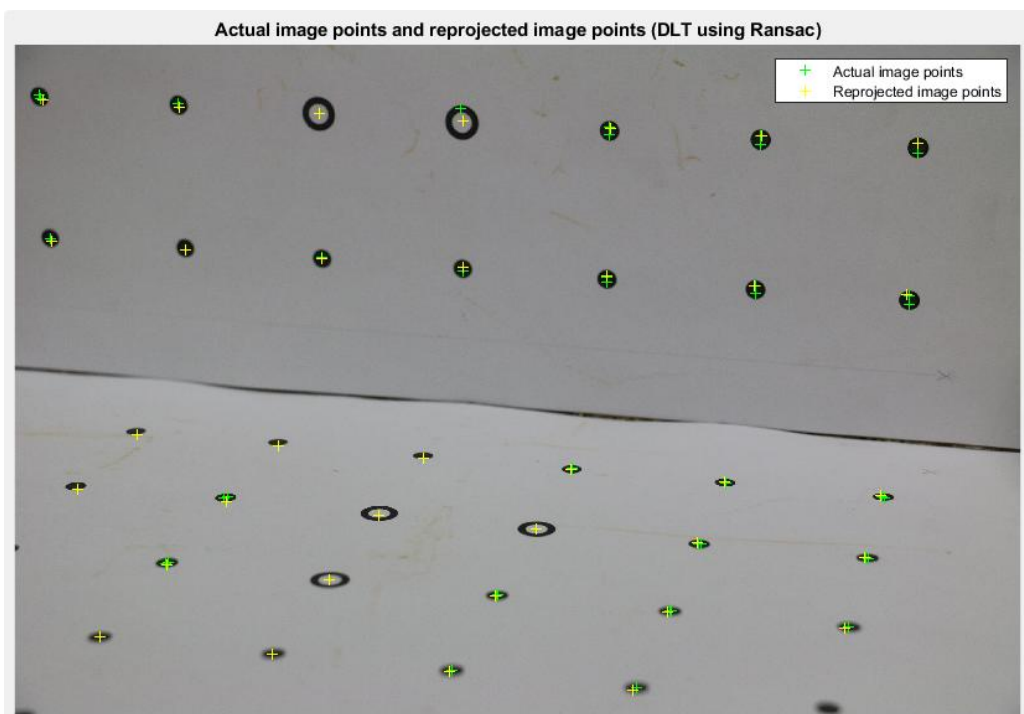 Actual image points and reprojected image points (DLT using Ransac)
Actual image points
Reprojected image points